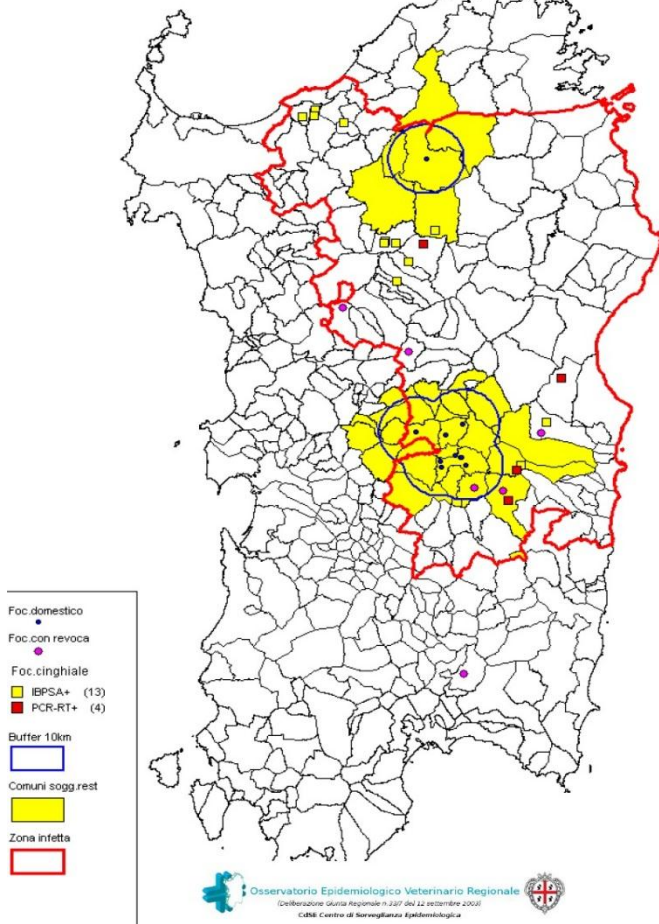 Foc.domestico
Foc.con revoca
Foc.cinghiale
IBPSA+ (13)
PCR-RT+ (4)
Buffer 10km
Comuni sogg.rest
Zona infetta
Osservatorio Epidemiologico Veterinario Regionale
(Deliberazione Giunta Regionale n.33/7 del 12 settembre 2003)
CdSE Centro di Sorveglianza Epidemiologica